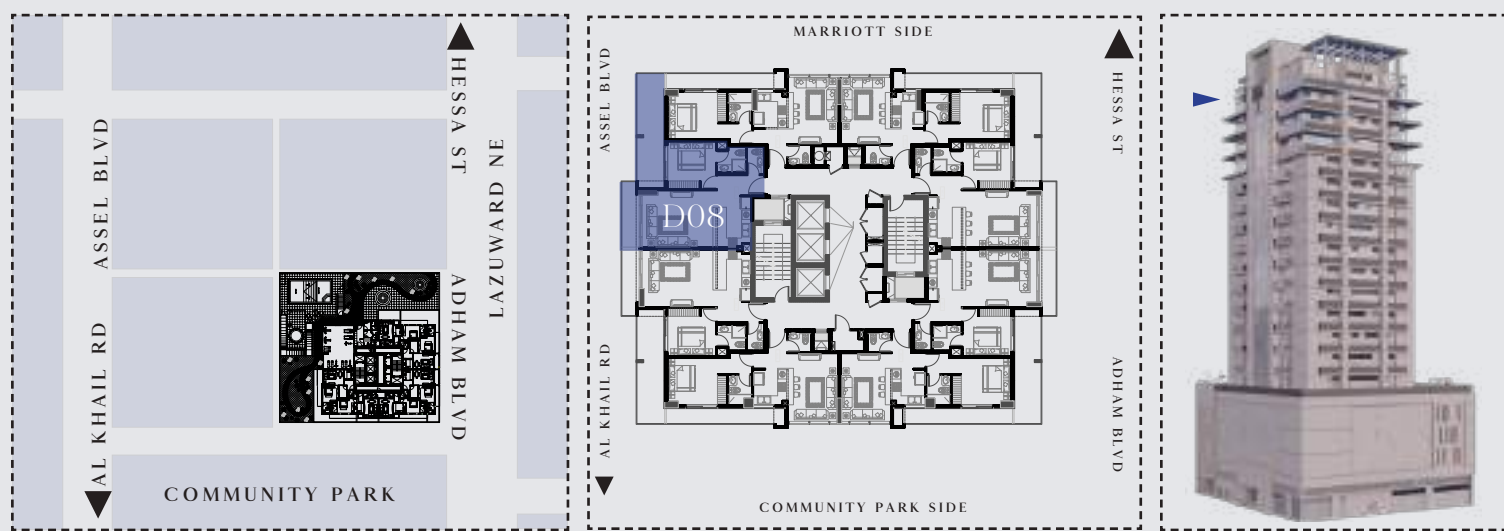 HESSA ST
ASSEL BLVD
LAZUWARD NE
ADHAM BLVD
AL KHAIL RD
COMMUNITY PARK
MARRIOTT SIDE
ASSEL BLVD
HESSA ST
D08
AL KHAIL RD
ADHAM BLVD
COMMUNITY PARK SIDE